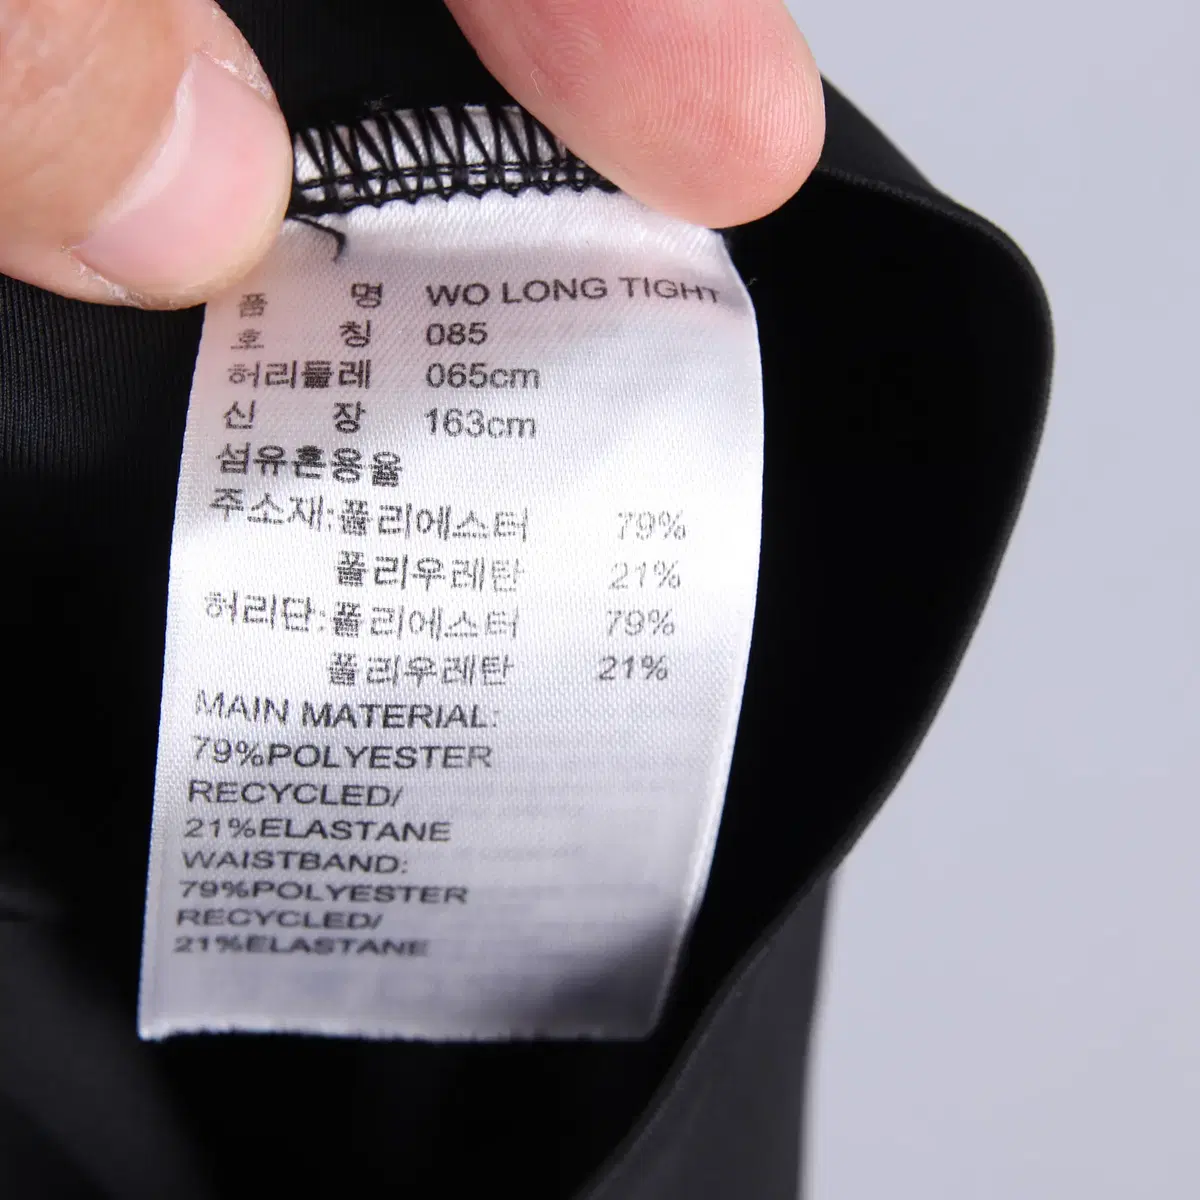 품 명 WO LONG TIGHT
호 칭 085
허리둘레 065cm
신 장 163cm
섬유혼용율
주소재:폴리에스터 79%
폴리우레탄 21%
허리단:폴리에스터 79%
폴리우레탄 21%
MAIN MATERIAL:
79%POLYESTER
RECYCLED/
21%ELASTANE
WAISTBAND:
79%POLYESTER
RECYCLED/
21%ELASTANE